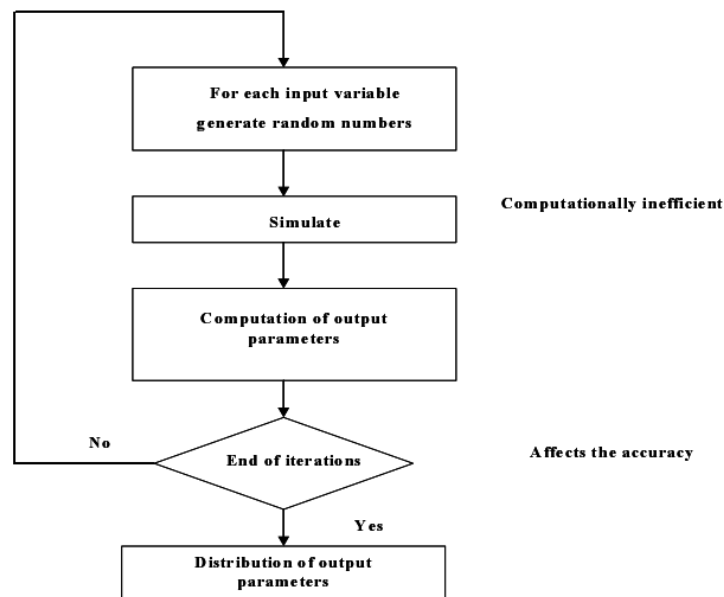 For each input variable
generate random numbers
Computationally inefficient
Simulate
Computation of output
parameters
No
End of iterations
Affects the accuracy
Yes
Distribution of output
parameters